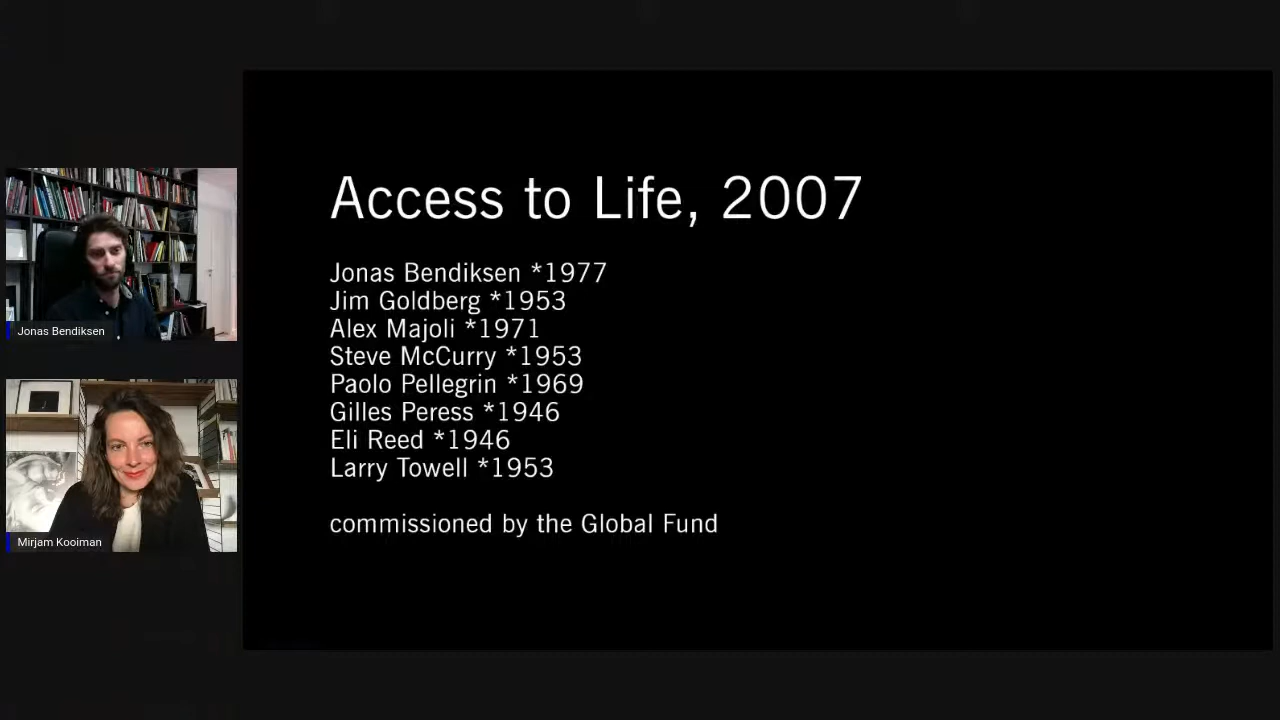 Access to Life, 2007
Jonas Bendiksen *1977
Jim Goldberg *1953
Alex Majoli *1971
Steve McCurry *1953
Paolo Pellegrin *1969
Gilles Peress *1946
Eli Reed *1946
Larry Towell *1953
commissioned by the Global Fund
Jonas Bendiksen
Mirjam Kooiman